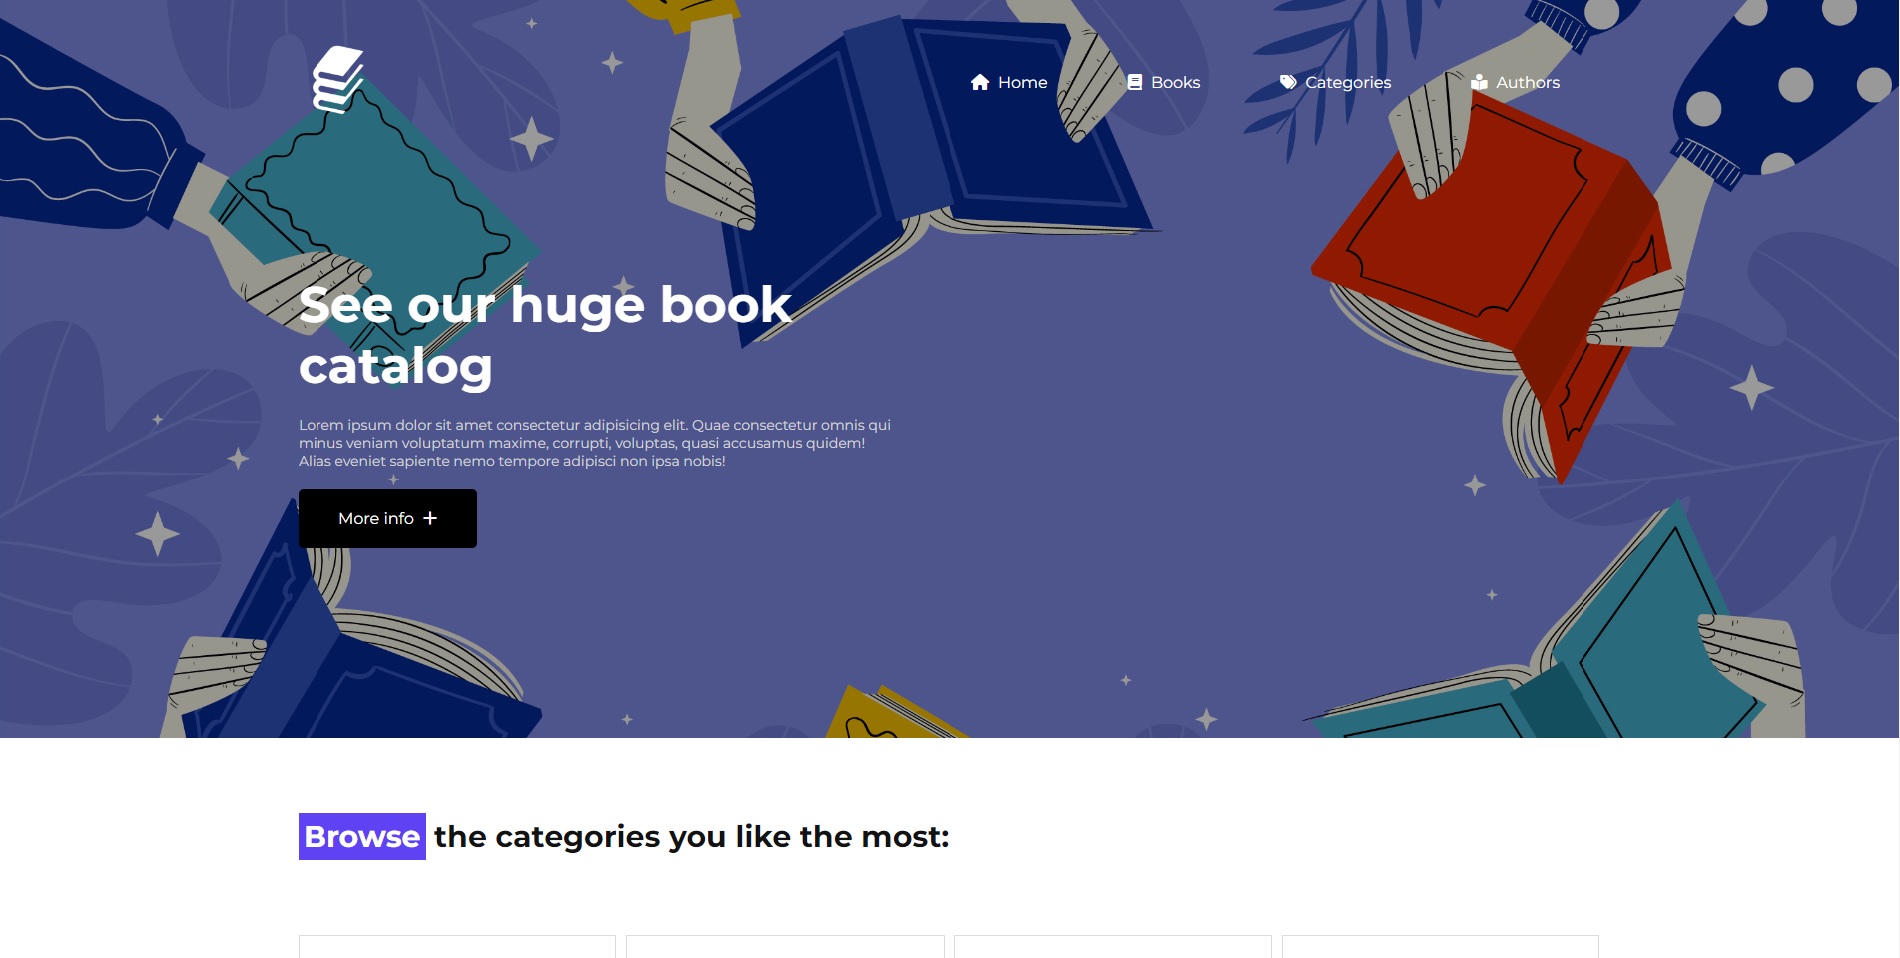 Home
Books
Categories
Authors
See our huge book
catalog
Lorem ipsum dolor sit amet consectetur adipisicing elit. Quae consectetur omnis qui
minus veniam voluptatum maxime, corrupti, voluptas, quasi accusamus quidem!
Alias eveniet sapiente nemo tempore adipisci non ipsa nobis!
More info +
Browse the categories you like the most: